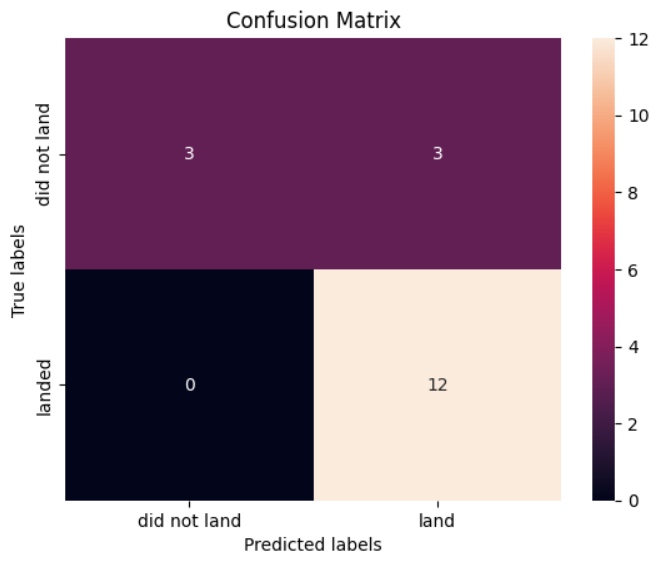 Confusion Matrix
True labels
did not land
landed
3
3
0
12
did not land
land
Predicted labels
12
10
8
6
4
2
0